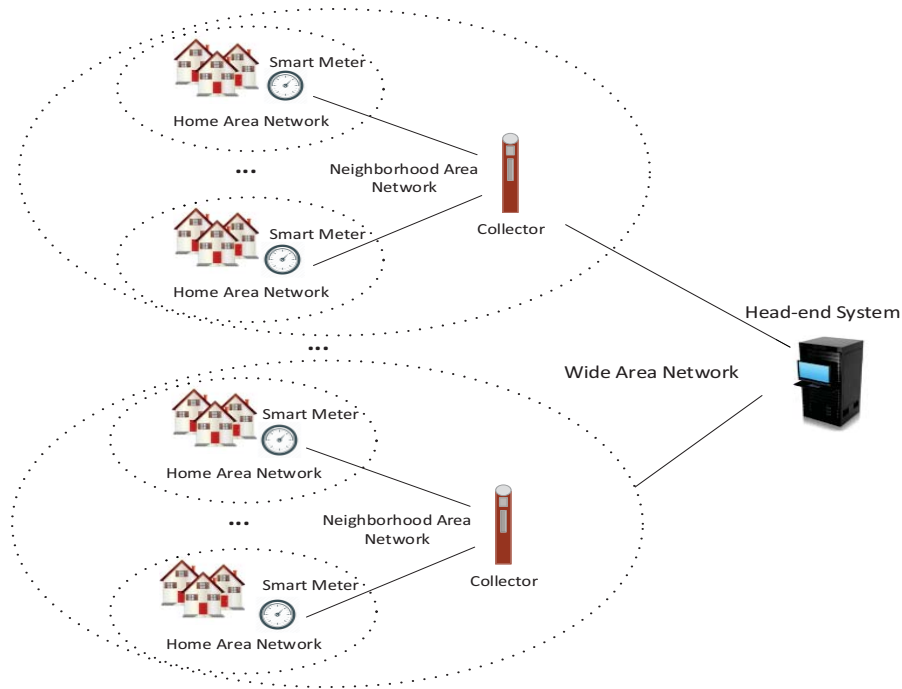 Smart Meter
Home Area Network
...
Neighborhood Area
Network
Collector
Smart Meter
Home Area Network
...
Head-end System
Wide Area Network
Smart Meter
Home Area Network
...
Neighborhood Area
Network
Collector
Smart Meter
Home Area Network